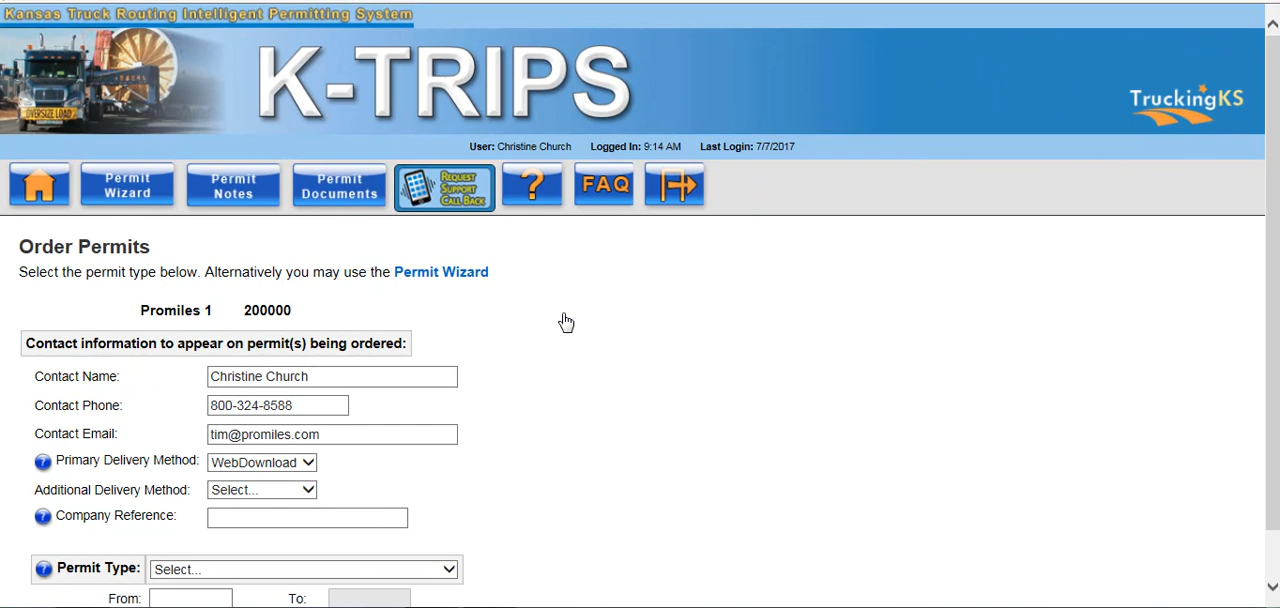 Kansas Truck Routing Intelligent Permitting System
K-TRIPS
OVERSIZE LOAD
TruckingKS
User: Christine Church Logged In: 9:14 AM Last Login: 7/7/2017
Permit Wizard
Permit Notes
Permit Documents
REQUEST SUPPORT CALL BACK
?
FAQ
Order Permits
Select the permit type below. Alternatively you may use the Permit Wizard
Promiles 1 200000
Contact information to appear on permit(s) being ordered:
Contact Name: Christine Church
Contact Phone: 800-324-8588
Contact Email: tim@promiles.com
? Primary Delivery Method: WebDownload
Additional Delivery Method: Select...
? Company Reference:
? Permit Type: Select...
From: To: